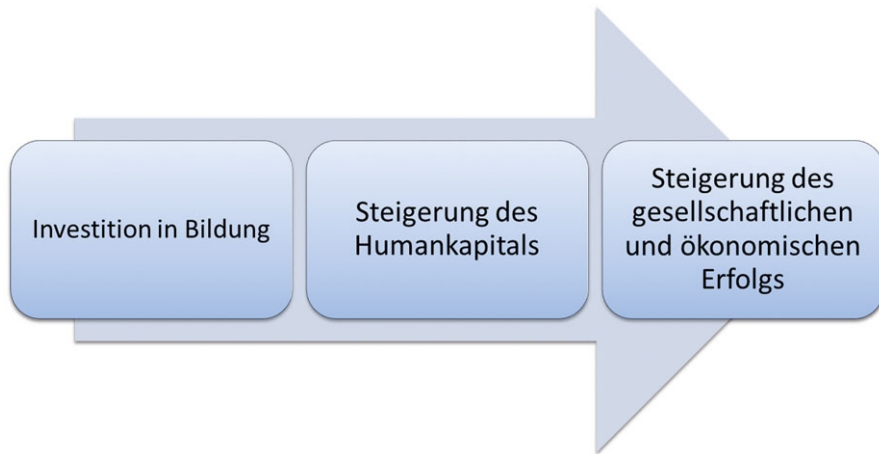 Investition in Bildung
Steigerung des
Humankapitals
Steigerung des
gesellschaftlichen
und ökonomischen
Erfolgs